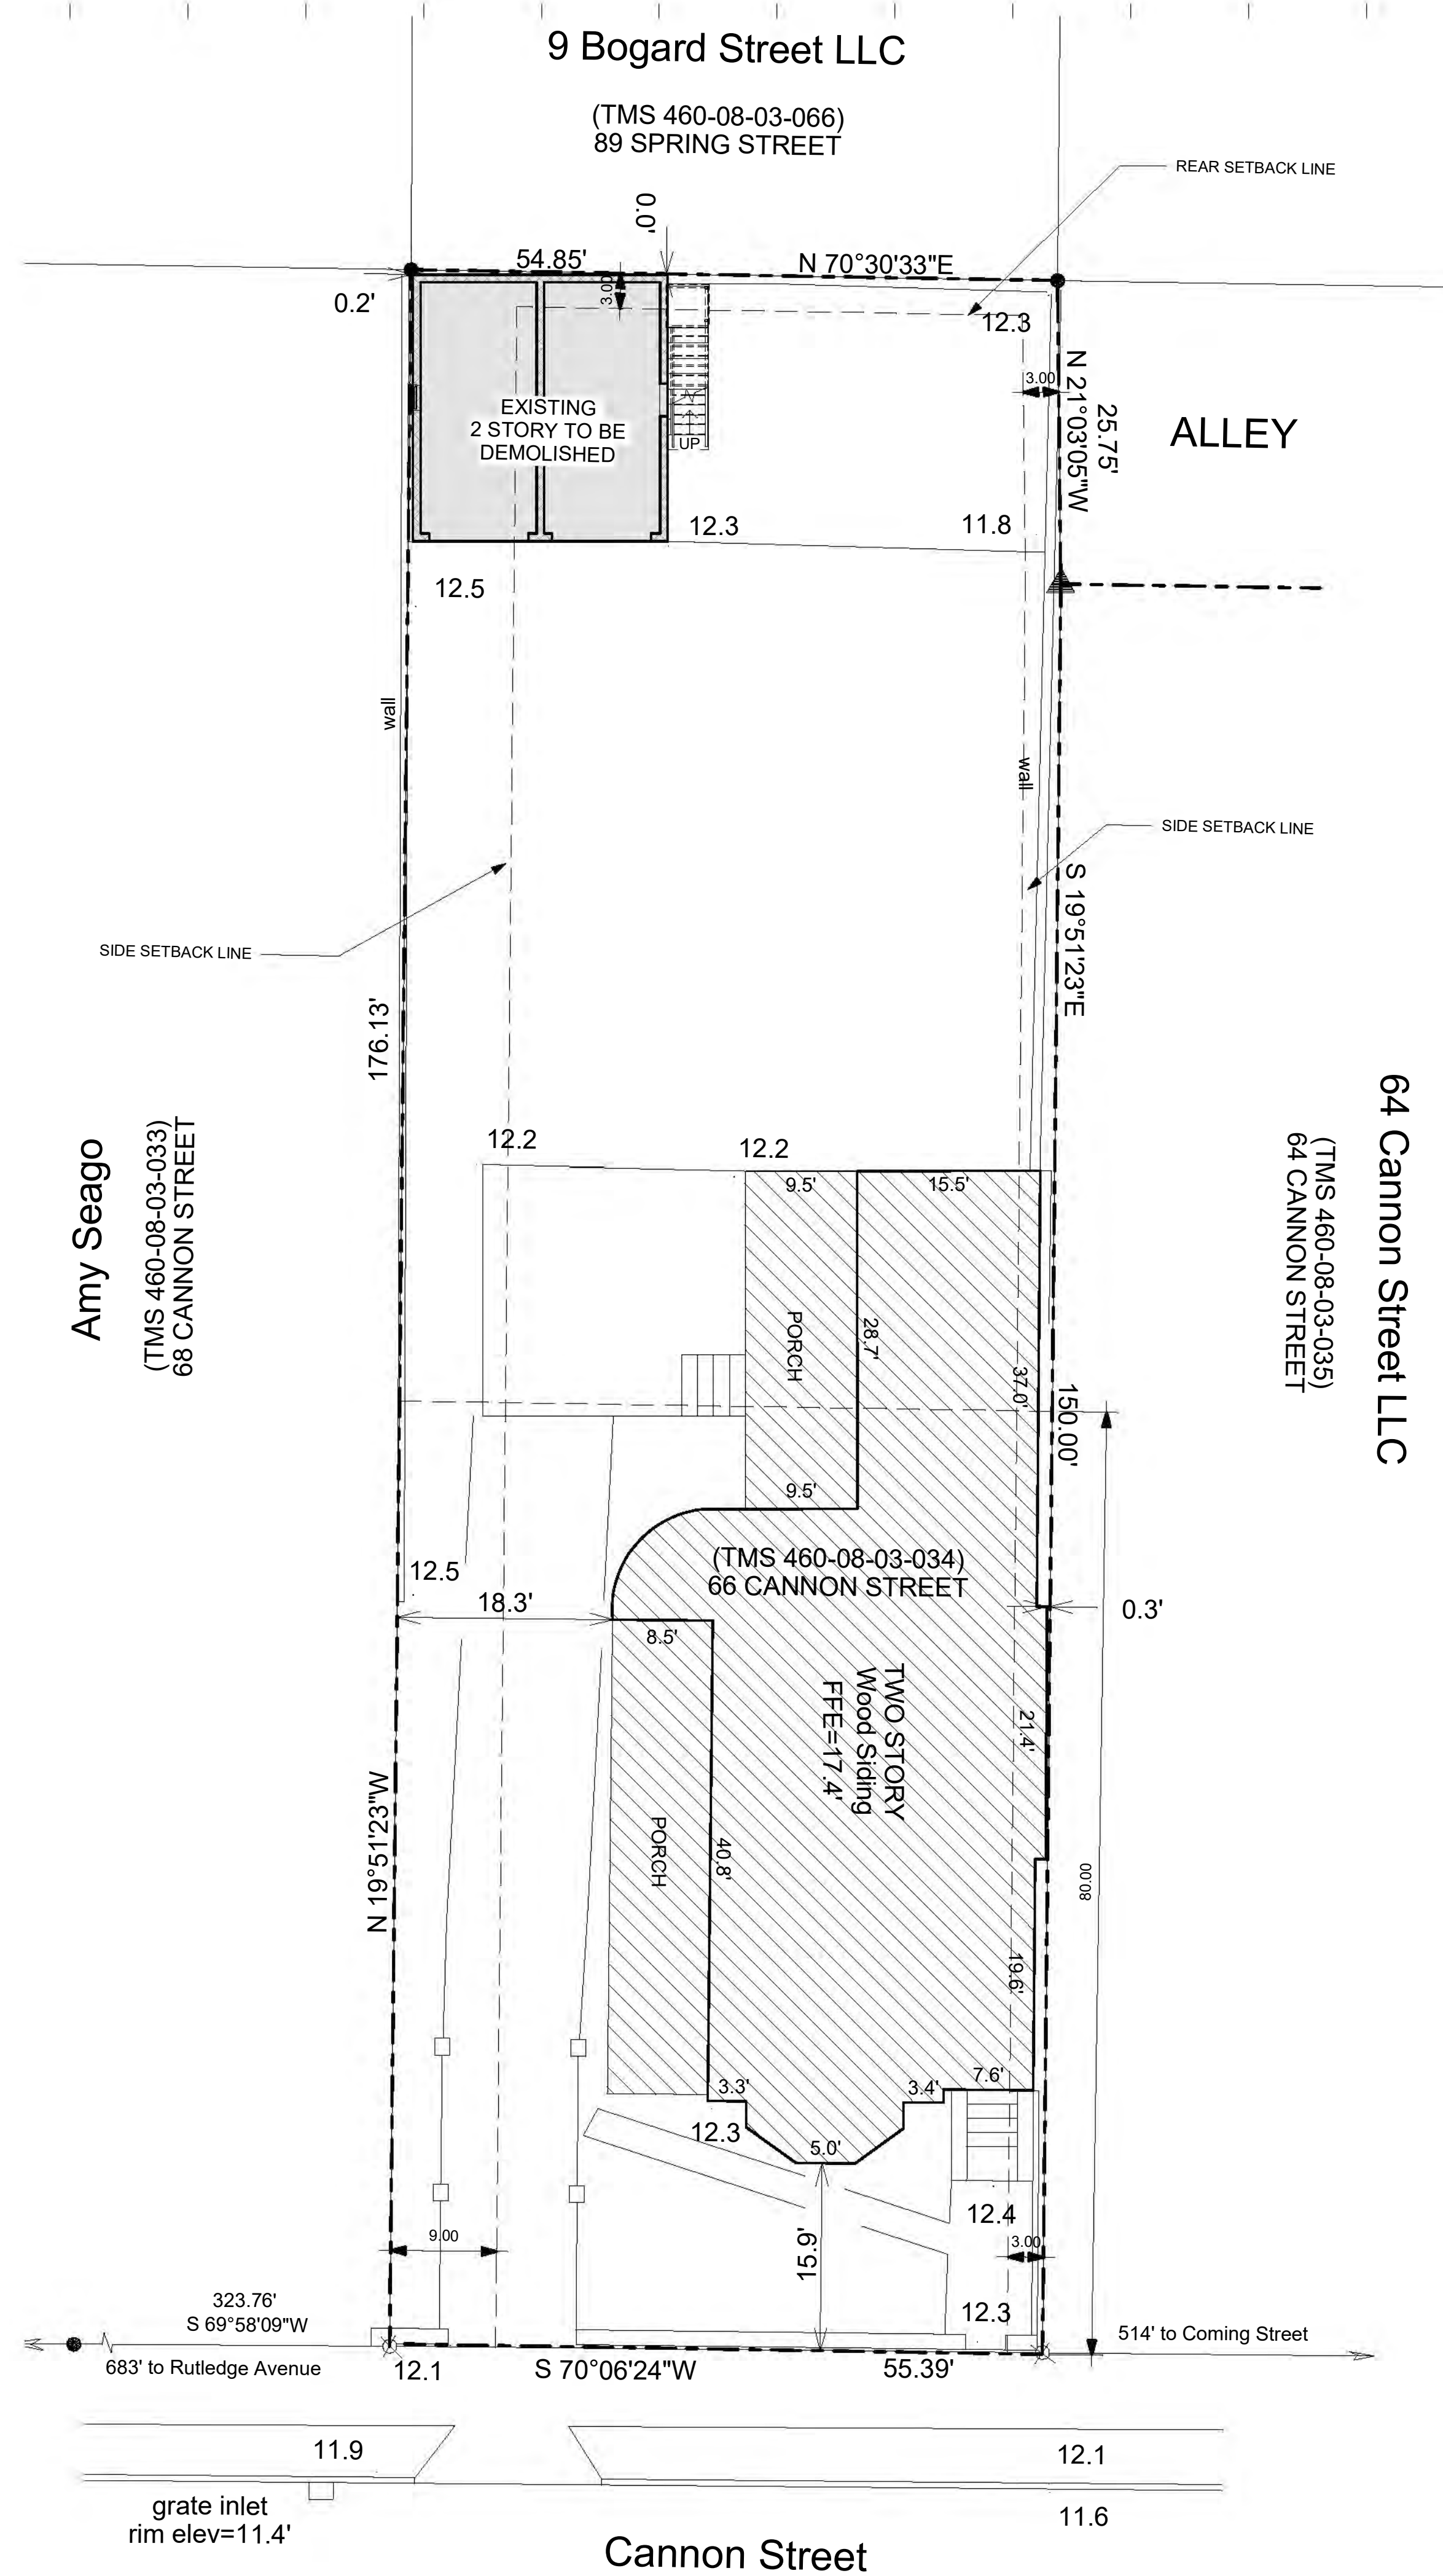 9 Bogard Street LLC
(TMS 460-08-03-066)
89 SPRING STREET
REAR SETBACK LINE
0.0'
54.85'
N 70°30'33"E
3.00
0.2'
12.3
3.00
N 21°03'05"W
25.75'
ALLEY
EXISTING
2 STORY TO BE
DEMOLISHED
UP
12.3
11.8
12.5
wall
wall
SIDE SETBACK LINE
S 19°51'23"E
SIDE SETBACK LINE
176.13'
Amy Seago
(TMS 460-08-03-033)
68 CANNON STREET
64 Cannon Street LLC
(TMS 460-08-03-035)
64 CANNON STREET
12.2
12.2
9.5'
15.5'
PORCH
28.7'
37.0'
150.00'
9.5'
(TMS 460-08-03-034)
66 CANNON STREET
12.5
18.3'
0.3'
8.5'
TWO STORY
Wood Siding
FFE=17.4'
21.4'
PORCH
40.8'
80.00
N 19°51'23"W
19.6'
3.3'
3.4'
7.6'
12.3
5.0'
12.4
9.00
15.9'
3.00
12.3
323.76'
S 69°58'09"W
683' to Rutledge Avenue
12.1
S 70°06'24"W
55.39'
514' to Coming Street
11.9
12.1
grate inlet
rim elev=11.4'
11.6
Cannon Street